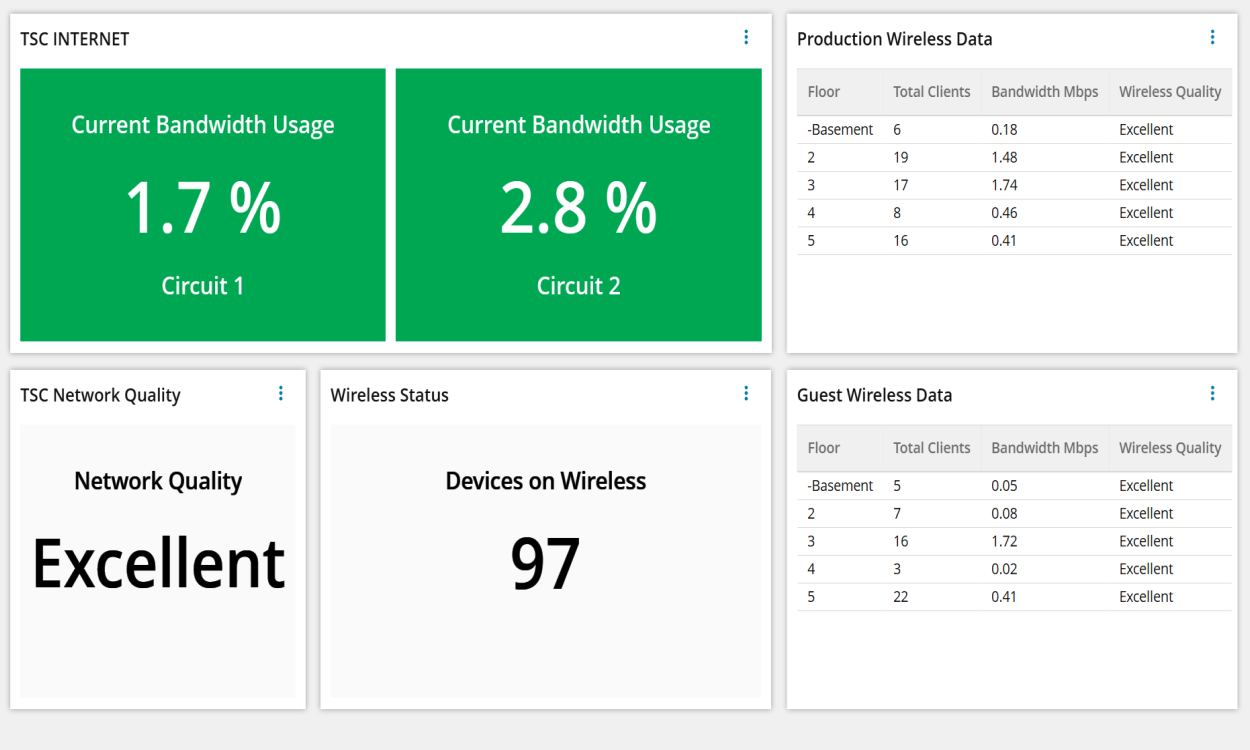 TSC INTERNET
Current Bandwidth Usage
1.7 %
Circuit 1
Current Bandwidth Usage
2.8 %
Circuit 2
Production Wireless Data
Floor Total Clients Bandwidth Mbps Wireless Quality
-Basement 6 0.18 Excellent
2 19 1.48 Excellent
3 17 1.74 Excellent
4 8 0.46 Excellent
5 16 0.41 Excellent
TSC Network Quality
Network Quality
Excellent
Wireless Status
Devices on Wireless
97
Guest Wireless Data
Floor Total Clients Bandwidth Mbps Wireless Quality
-Basement 5 0.05 Excellent
2 7 0.08 Excellent
3 16 1.72 Excellent
4 3 0.02 Excellent
5 22 0.41 Excellent